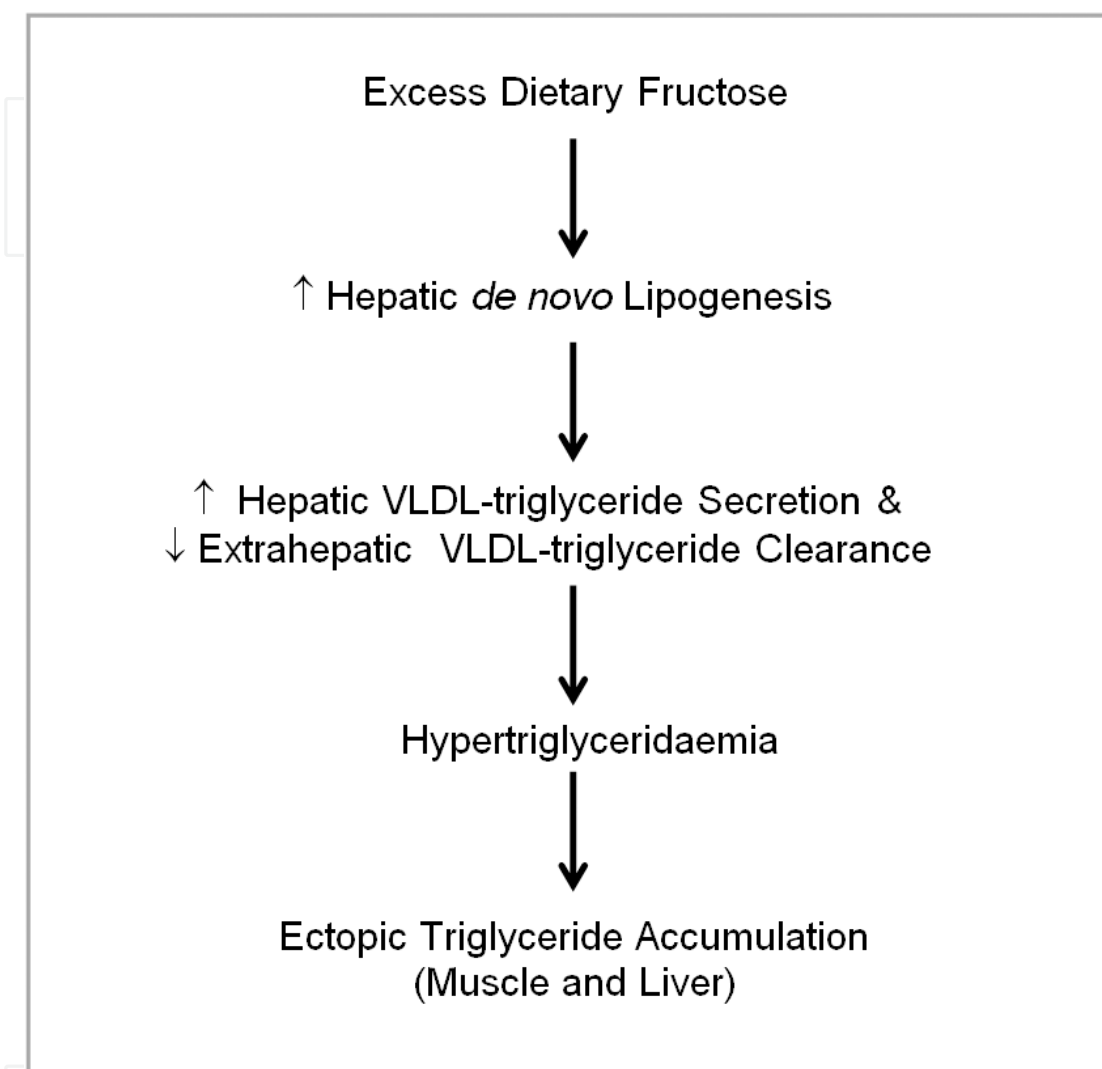 Excess Dietary Fructose
↑ Hepatic de novo Lipogenesis
↑ Hepatic VLDL-triglyceride Secretion &
↓ Extrahepatic VLDL-triglyceride Clearance
Hypertriglyceridaemia
Ectopic Triglyceride Accumulation
(Muscle and Liver)